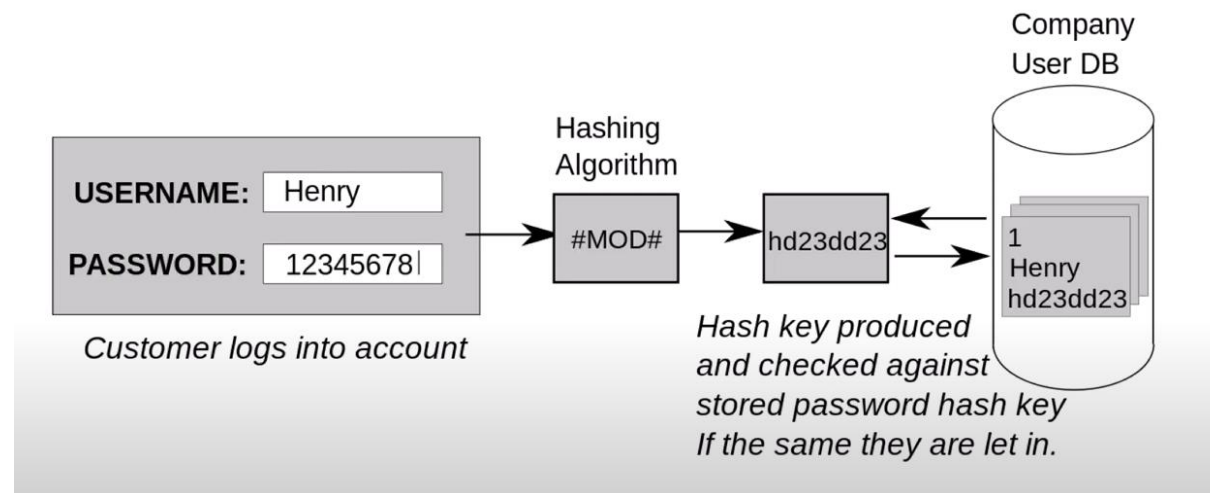 Company
User DB
Hashing
Algorithm
USERNAME: Henry
PASSWORD: 12345678
#MOD#
hd23dd23
1
Henry
hd23dd23
Customer logs into account
Hash key produced
and checked against
stored password hash key
If the same they are let in.